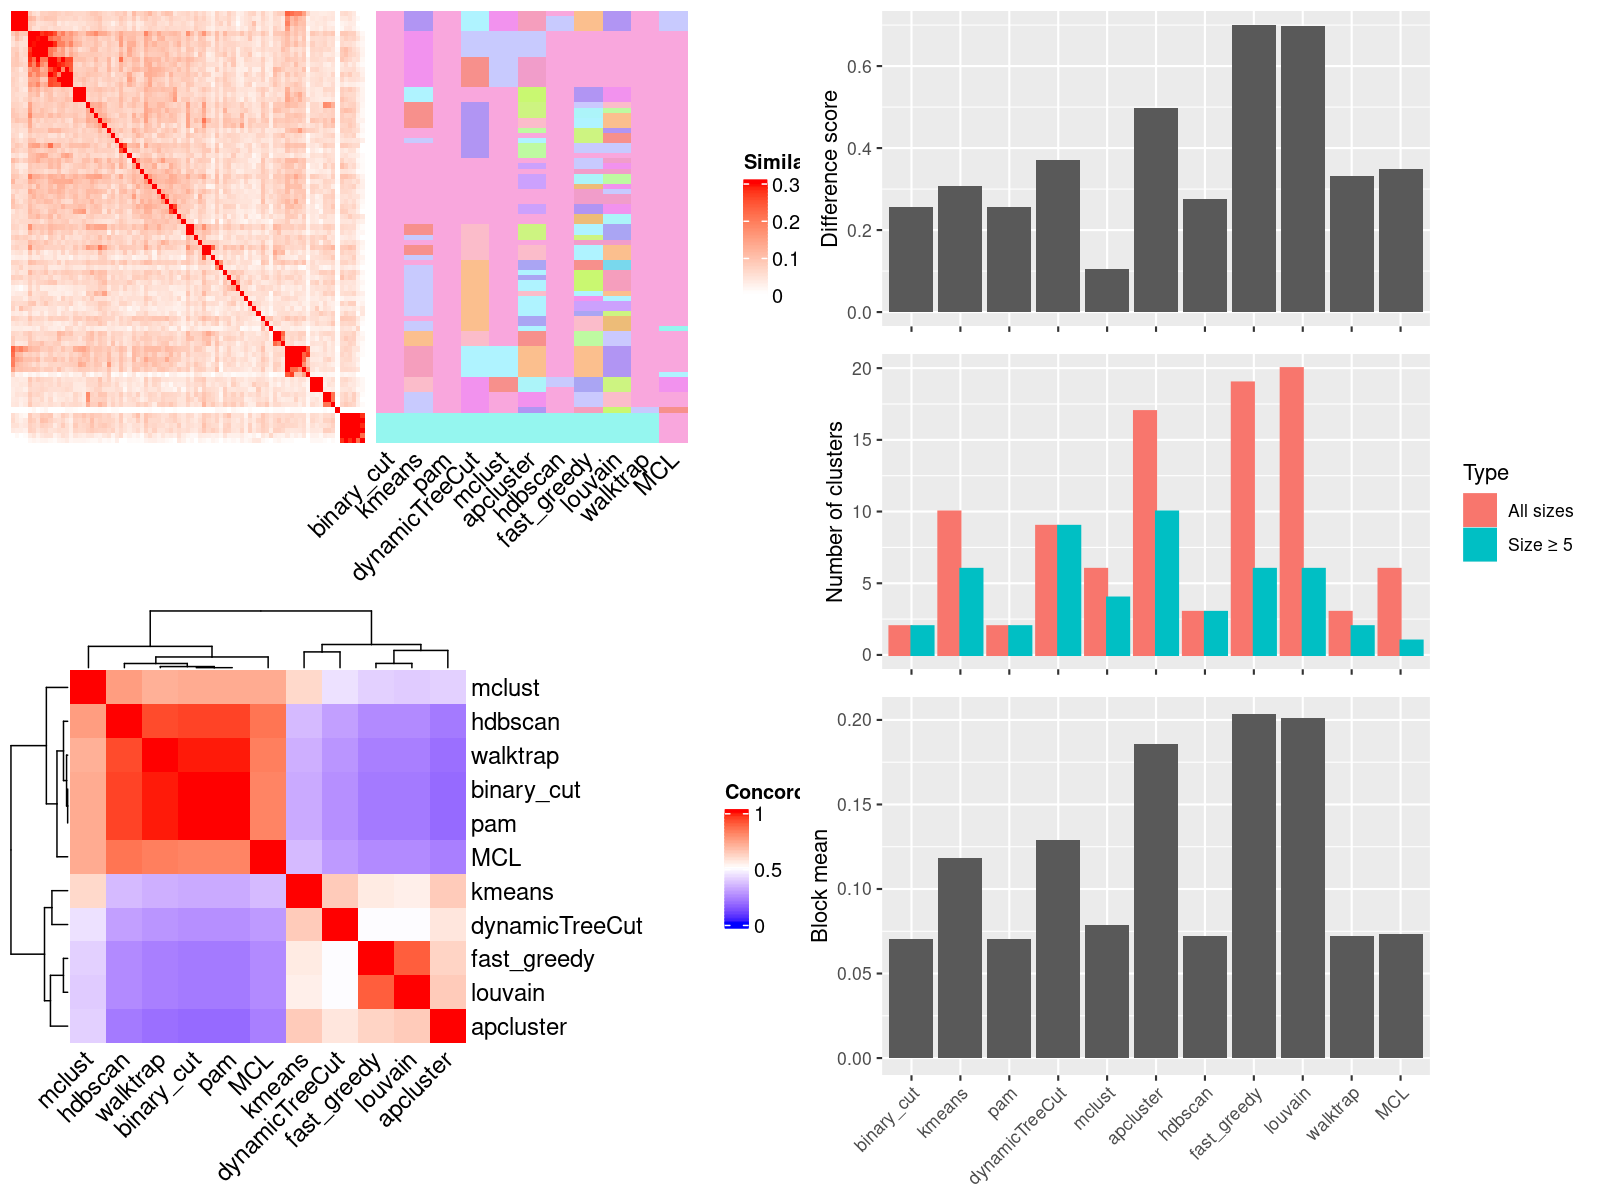 Simila
0.3
0.2
0.1
0
binary_cut
kmeans
pam
dynamicTreeCut
mclust
apcluster
hdbscan
fast_greedy
louvain
walktrap
MCL
mclust
hdbscan
walktrap
binary_cut
pam
MCL
kmeans
dynamicTreeCut
fast_greedy
louvain
apcluster
mclust
hdbscan
walktrap
binary_cut
pam
MCL
kmeans
dynamicTreeCut
fast_greedy
louvain
apcluster
Concord
1
0.5
0
Difference score
0.6
0.4
0.2
0.0
Number of clusters
20
15
10
5
0
Type
All sizes
Size ≥ 5
Block mean
0.20
0.15
0.10
0.05
0.00
binary_cut
kmeans
pam
dynamicTreeCut
mclust
apcluster
hdbscan
fast_greedy
louvain
walktrap
MCL